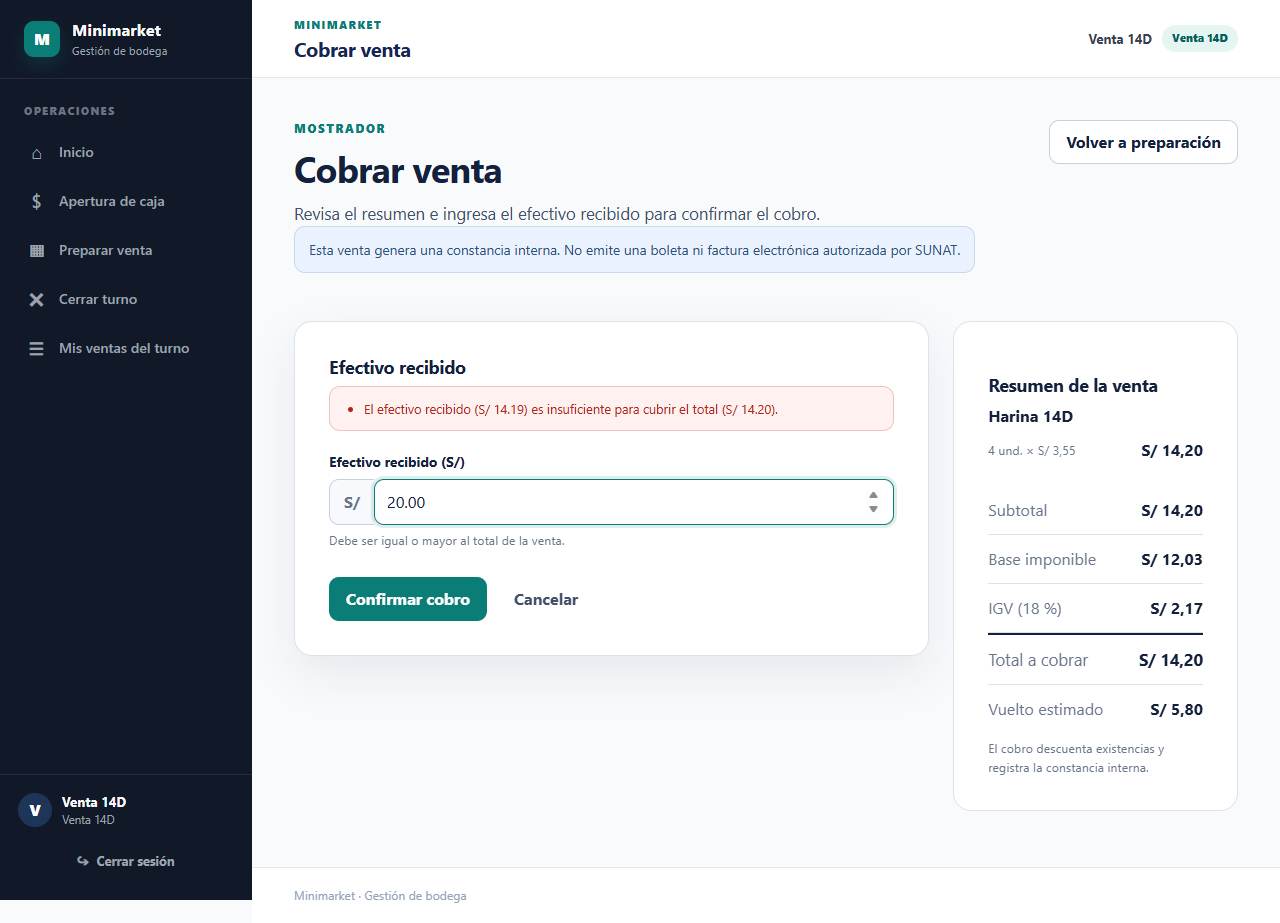 M
Minimarket
Gestión de bodega
OPERACIONES
Inicio
$ Apertura de caja
Preparar venta
Cerrar turno
Mis ventas del turno
V
Venta 14D
Venta 14D
Cerrar sesión
MINIMARKET
Cobrar venta
Venta 14D
Venta 14D
MOSTRADOR
Cobrar venta
Volver a preparación
Revisa el resumen e ingresa el efectivo recibido para confirmar el cobro.
Esta venta genera una constancia interna. No emite una boleta ni factura electrónica autorizada por SUNAT.
Efectivo recibido
• El efectivo recibido (S/ 14.19) es insuficiente para cubrir el total (S/ 14.20).
Efectivo recibido (S/)
S/ 20.00
Debe ser igual o mayor al total de la venta.
Confirmar cobro
Cancelar
Resumen de la venta
Harina 14D
4 und. × S/ 3,55 S/ 14,20
Subtotal S/ 14,20
Base imponible S/ 12,03
IGV (18 %) S/ 2,17
Total a cobrar S/ 14,20
Vuelto estimado S/ 5,80
El cobro descuenta existencias y
registra la constancia interna.
Minimarket · Gestión de bodega